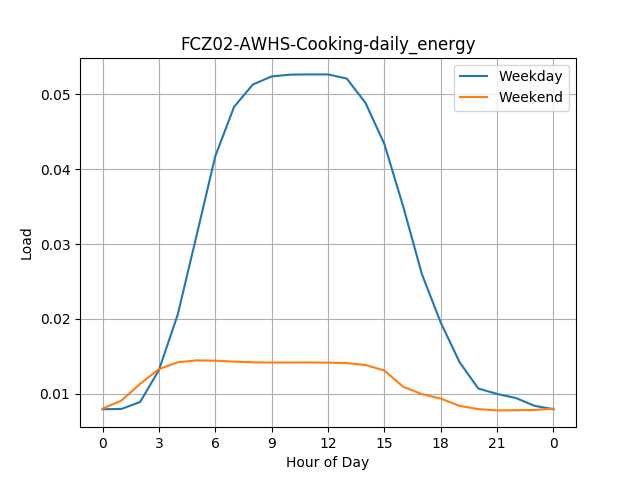 FCZ02-AWHS-Cooking-daily_energy
Weekday
Weekend
Load
0.05
0.04
0.03
0.02
0.01
0 3 6 9 12 15 18 21 0
Hour of Day